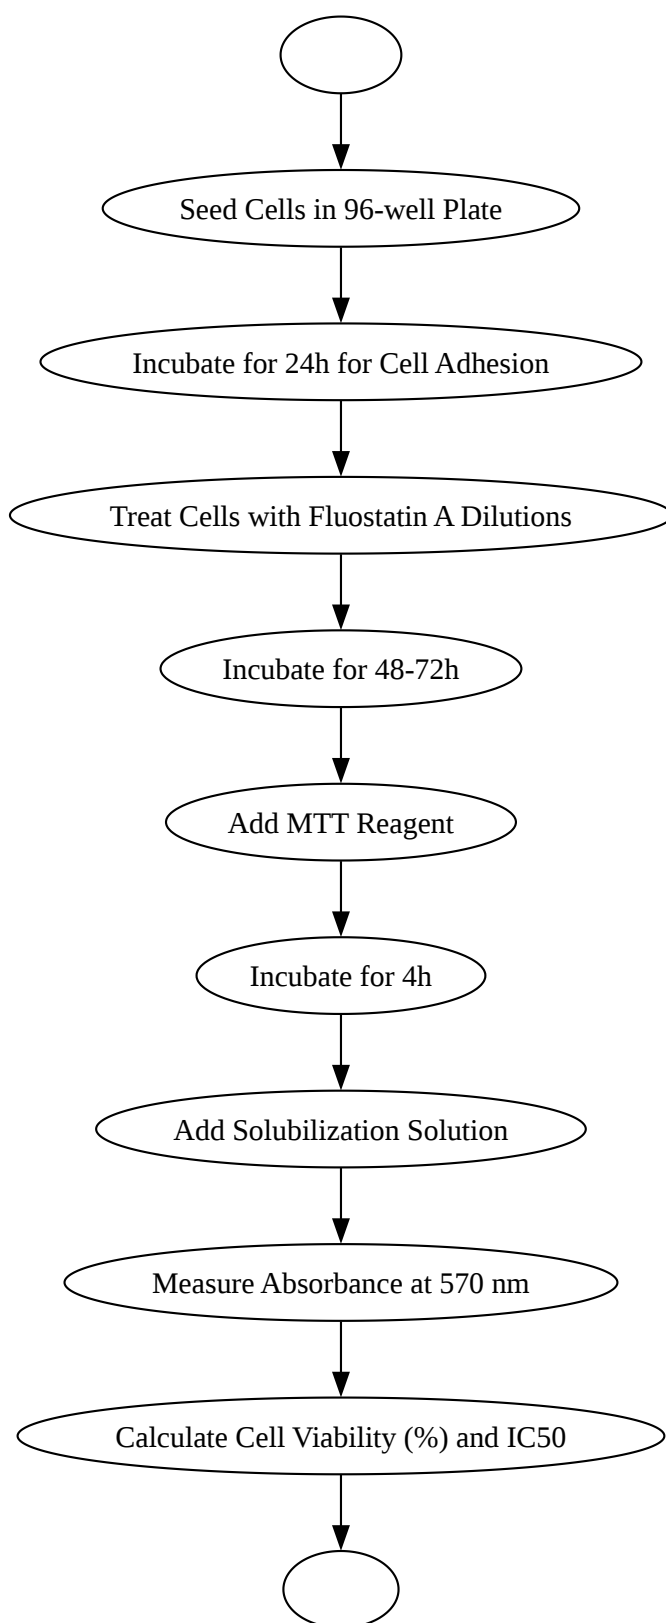 Seed Cells in 96-well Plate
Incubate for 24h for Cell Adhesion
Treat Cells with Fluostatin A Dilutions
Incubate for 48-72h
Add MTT Reagent
Incubate for 4h
Add Solubilization Solution
Measure Absorbance at 570 nm
Calculate Cell Viability (%) and IC50